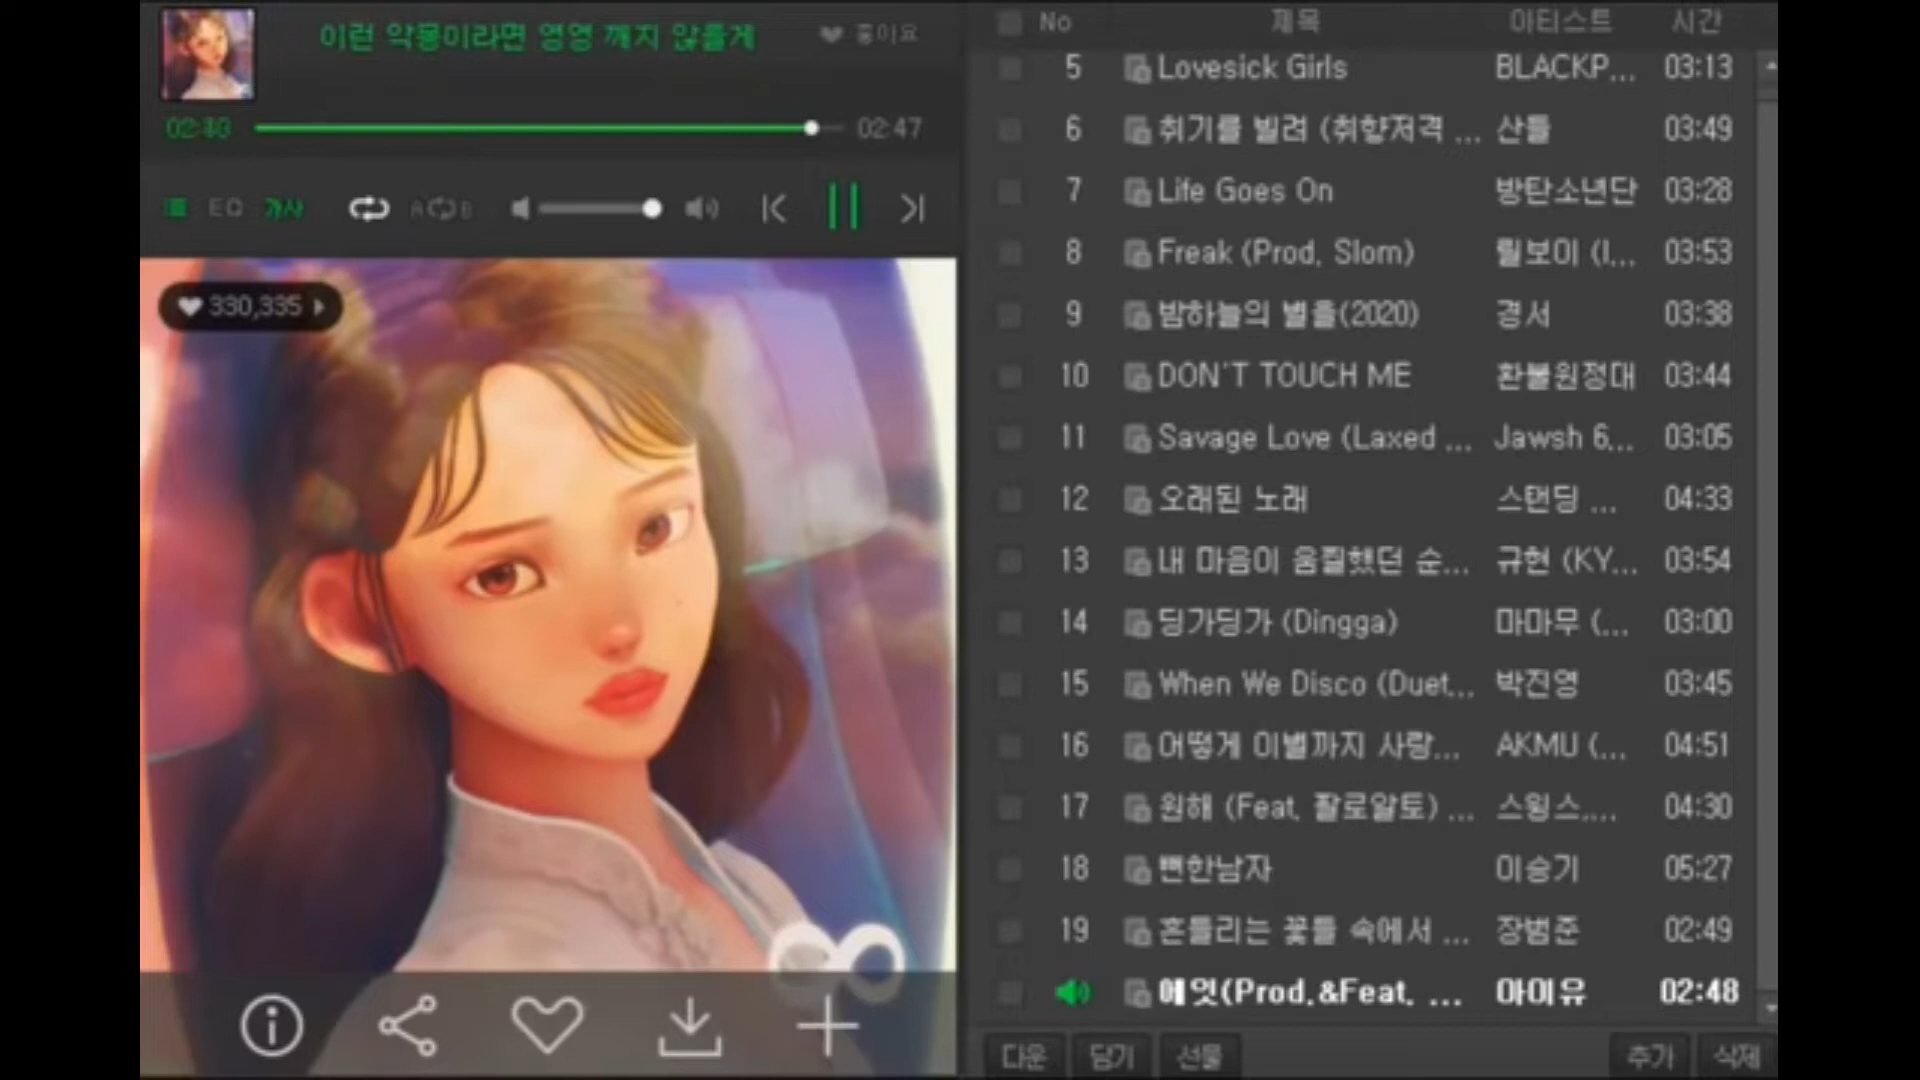 이런 악몽이라면 영영 깨지 않을게
좋아요
02:47
EQ 가사 A B
330,335
No 제목 아티스트 시간
5 Lovesick Girls BLACKP... 03:13
6 취기를 빌려 (취향저격 ... 산들 03:49
7 Life Goes On 방탄소년단 03:28
8 Freak (Prod. Slom) 릴보이 (l... 03:53
9 밤하늘의 별을(2020) 경서 03:38
10 DON'T TOUCH ME 환불원정대 03:44
11 Savage Love (Laxed ... Jawsh 6... 03:05
12 오래된 노래 스탠딩 ... 04:33
13 내 마음이 움찔했던 순... 규현 (KY... 03:54
14 딩가딩가 (Dingga) 마마무 (... 03:00
15 When We Disco (Duet... 박진영 03:45
16 어떻게 이별까지 사랑... AKMU (... 04:51
17 원해 (Feat. 팔로알토) ... 스윙스,... 04:30
18 뻔한남자 이승기 05:27
19 흔들리는 꽃들 속에서 ... 장범준 02:49
에잇(Prod.&Feat. ... 아이유 02:48
다운 담기 선물 추가 삭제